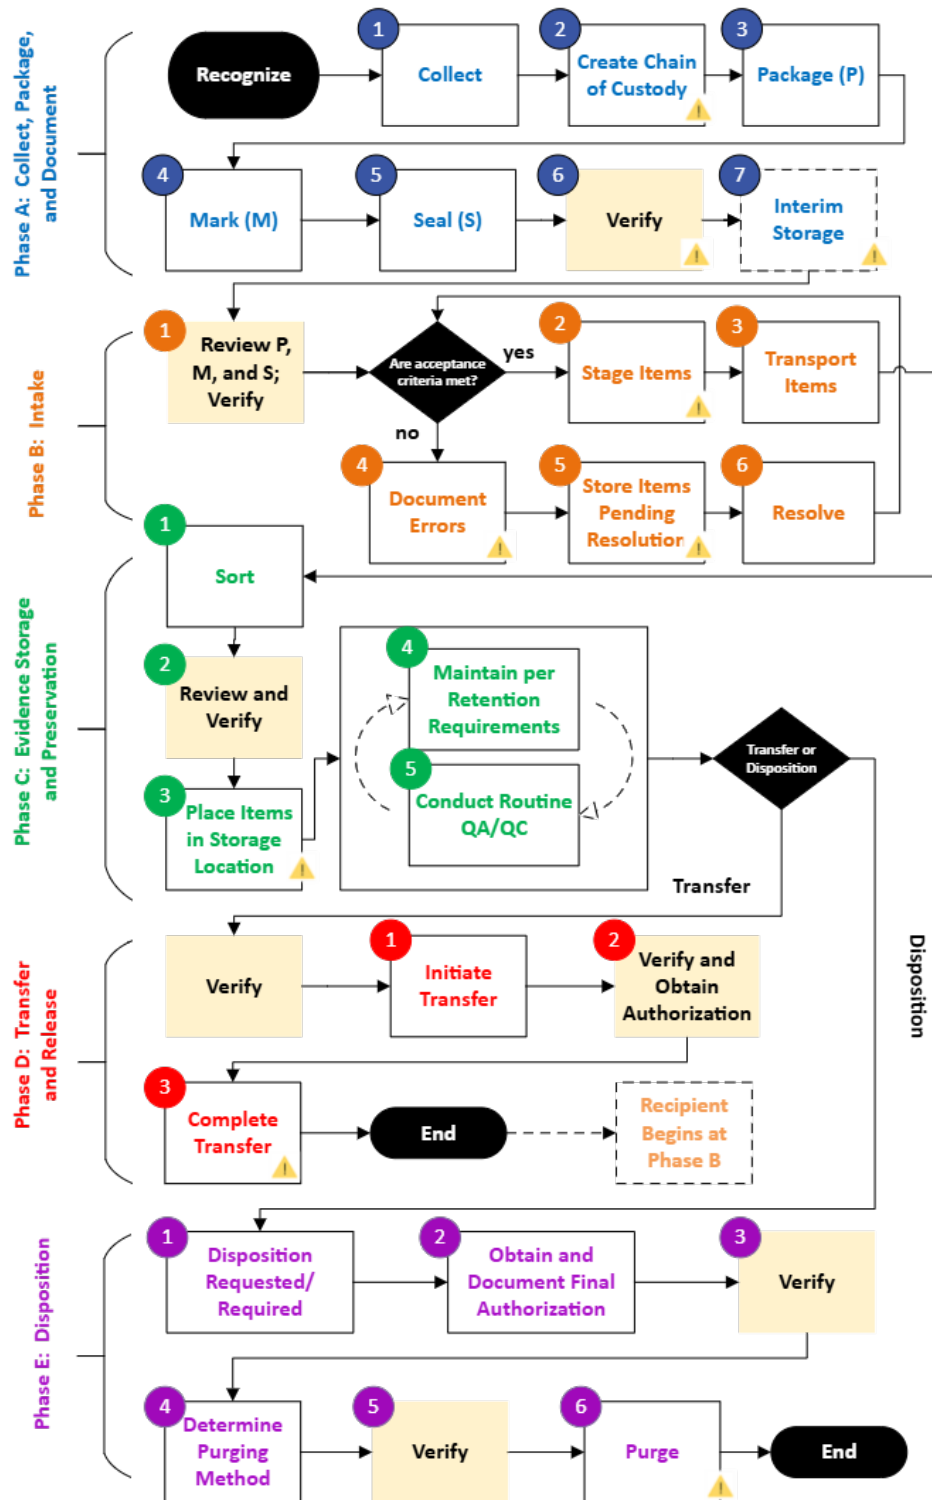 Phase A: Collect, Package,
and Document
Recognize
1
Collect
2
Create Chain
of Custody
3
Package (P)
4
Mark (M)
5
Seal (S)
6
Verify
7
Interim
Storage
Phase B: Intake
1
Review P,
M, and S;
Verify
Are acceptance
criteria met?
yes
no
2
Stage Items
3
Transport
Items
4
Document
Errors
5
Store Items
Pending
Resolution
6
Resolve
Phase C: Evidence Storage
and Preservation
1
Sort
2
Review and
Verify
3
Place Items
in Storage
Location
4
Maintain per
Retention
Requirements
5
Conduct Routine
QA/QC
Transfer or
Disposition
Transfer
Disposition
Phase D: Transfer
and Release
Verify
1
Initiate
Transfer
2
Verify and
Obtain
Authorization
3
Complete
Transfer
End
Recipient
Begins at
Phase B
Phase E: Disposition
1
Disposition
Requested/
Required
2
Obtain and
Document Final
Authorization
3
Verify
4
Determine
Purging
Method
5
Verify
6
Purge
End